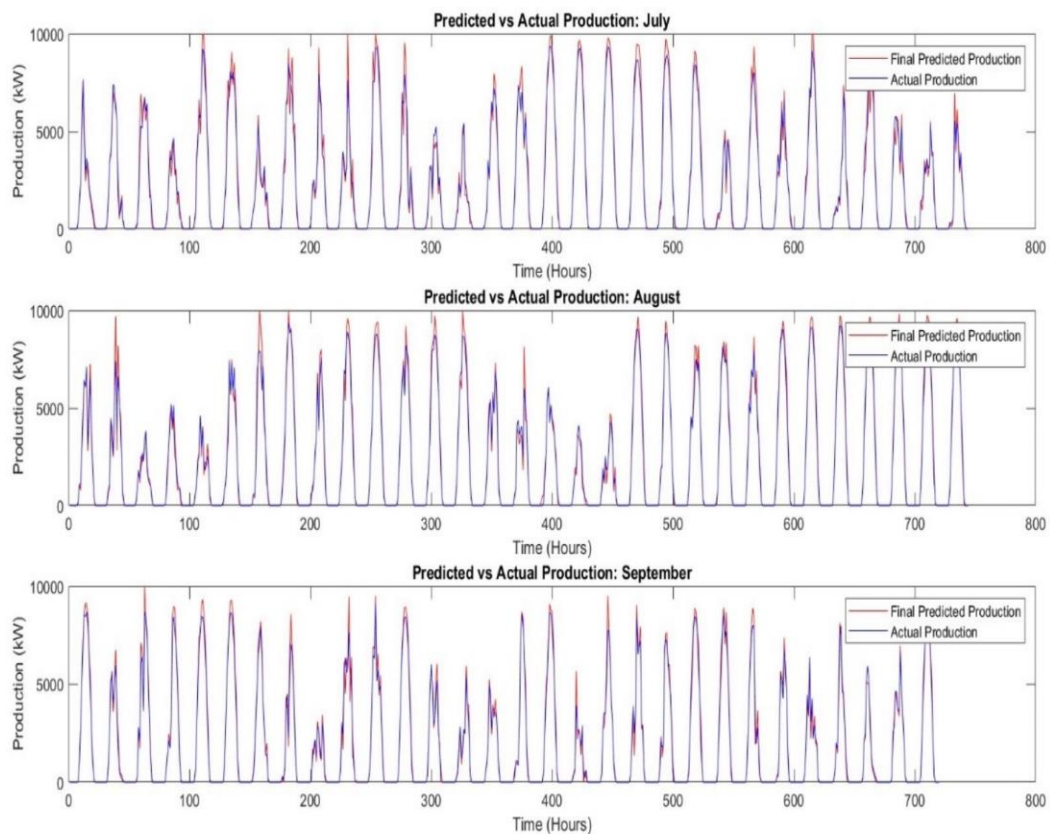 Predicted vs Actual Production: July
10000
5000
0
Production (kW)
Final Predicted Production
Actual Production
0 100 200 300 400 500 600 700 800
Time (Hours)
Predicted vs Actual Production: August
10000
5000
0
Production (kW)
Final Predicted Production
Actual Production
0 100 200 300 400 500 600 700 800
Time (Hours)
Predicted vs Actual Production: September
10000
5000
0
Production (kW)
Final Predicted Production
Actual Production
0 100 200 300 400 500 600 700 800
Time (Hours)